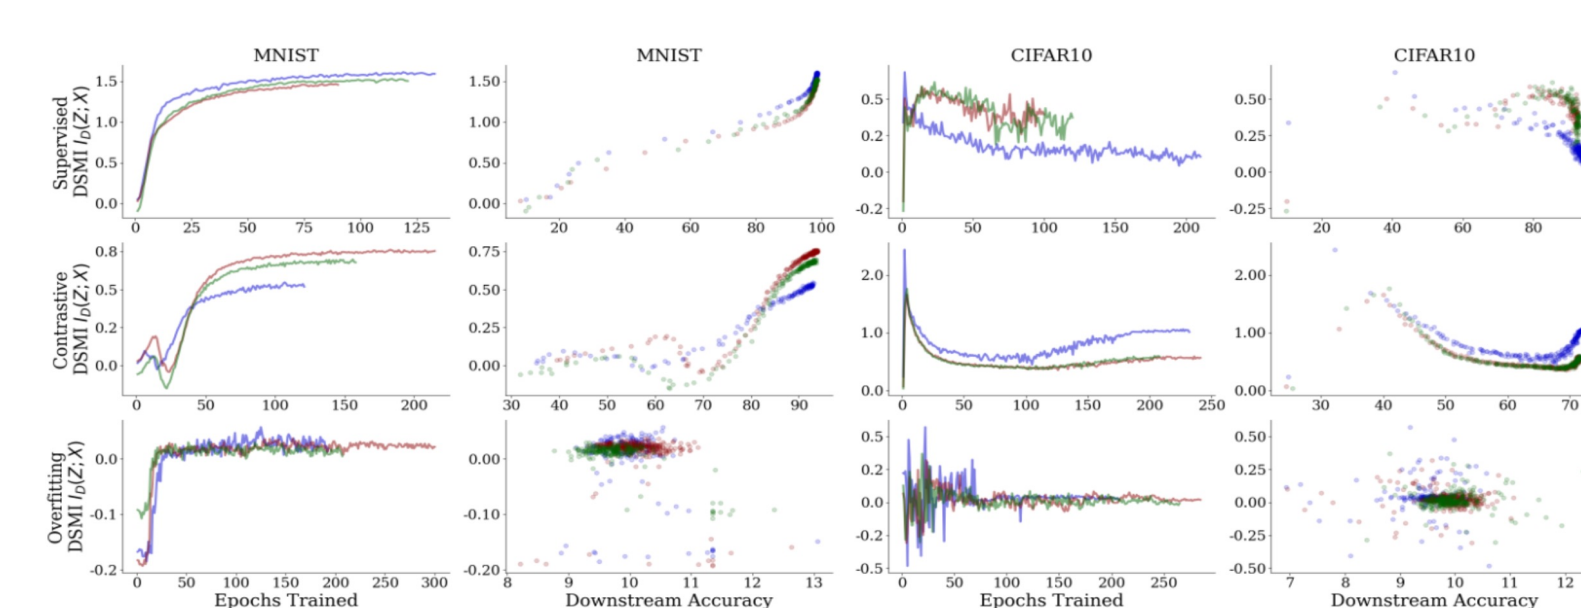 MNIST
MNIST
CIFAR10
CIFAR10
Supervised
DSMI I_D(Z; X)
1.5
1.0
0.5
0.0
0 25 50 75 100 125
1.50
1.00
0.50
0.00
20 40 60 80 100
0.5
0.2
0.0
-0.2
0 50 100 150 200
0.50
0.25
0.00
-0.25
20 40 60 80
Contrastive
DSMI I_D(Z; X)
0.8
0.5
0.2
0.0
0 50 100 150 200
0.75
0.50
0.25
0.00
30 40 50 60 70 80 90
2.0
1.0
0.0
0 50 100 150 200 250
2.00
1.00
0.00
30 40 50 60 70
Overfitting
DSMI I_D(Z; X)
0.0
-0.1
-0.2
0 50 100 150 200 250 300
Epochs Trained
0.00
-0.10
-0.20
8 9 10 11 12 13
Downstream Accuracy
0.5
0.2
0.0
-0.2
-0.5
0 50 100 150 200 250
Epochs Trained
0.50
0.25
0.00
-0.25
-0.50
7 8 9 10 11 12
Downstream Accuracy